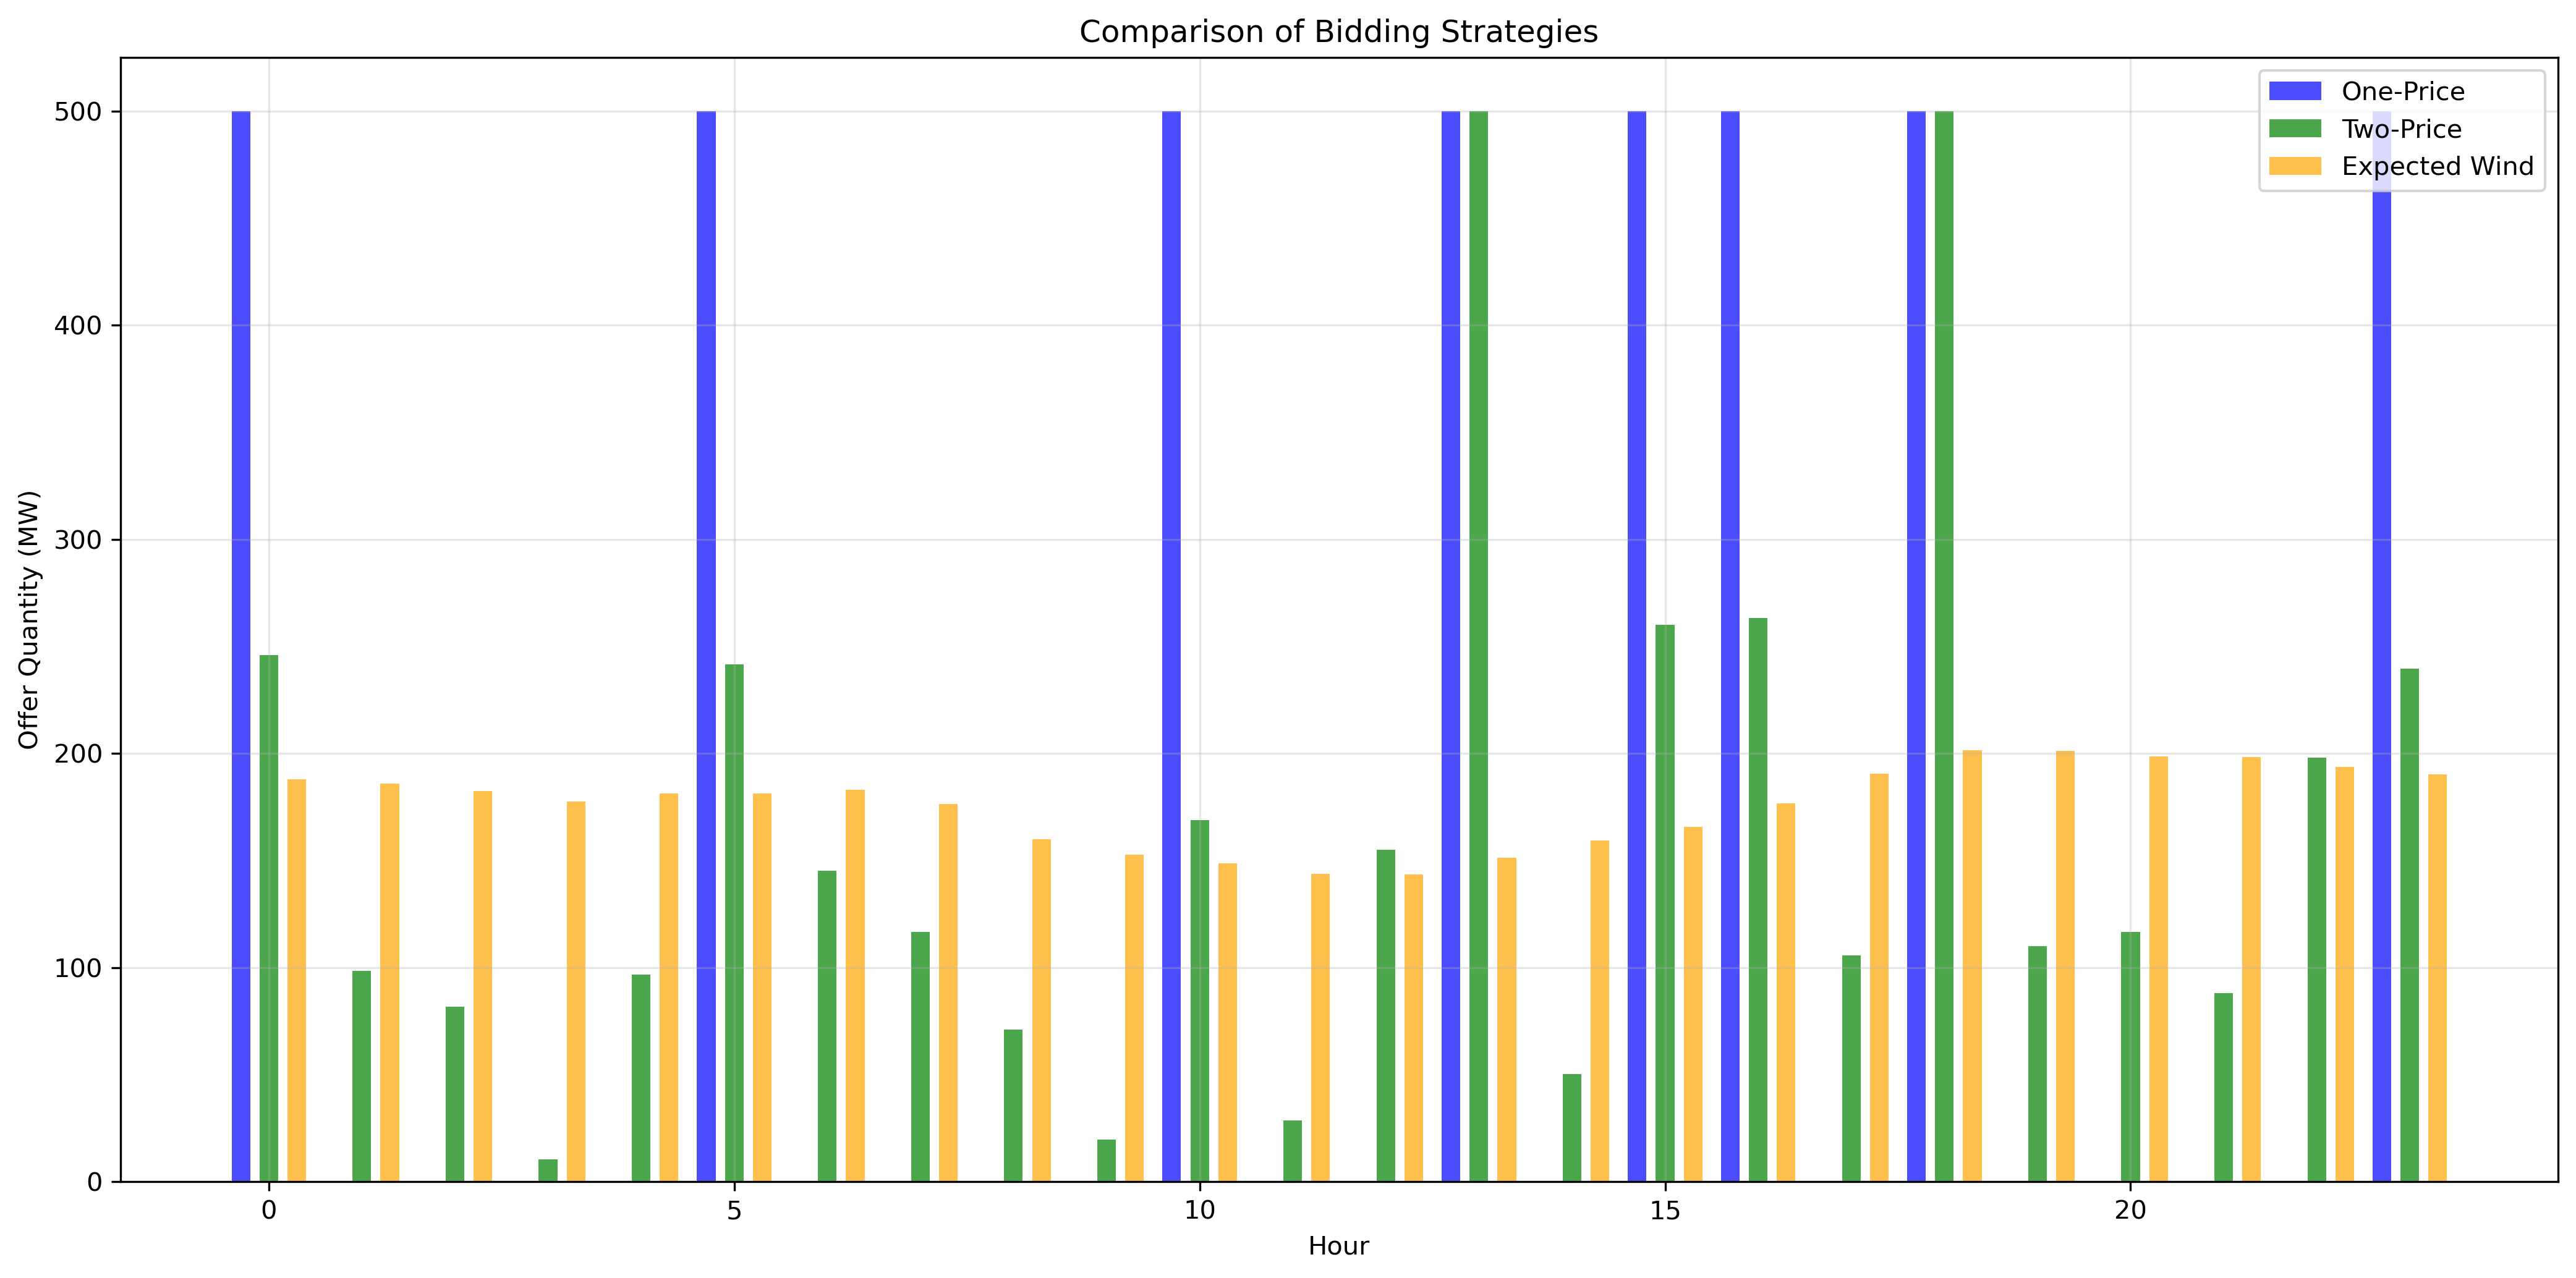 Comparison of Bidding Strategies
One-Price
Two-Price
Expected Wind
500
400
300
200
100
0
Offer Quantity (MW)
0 5 10 15 20
Hour